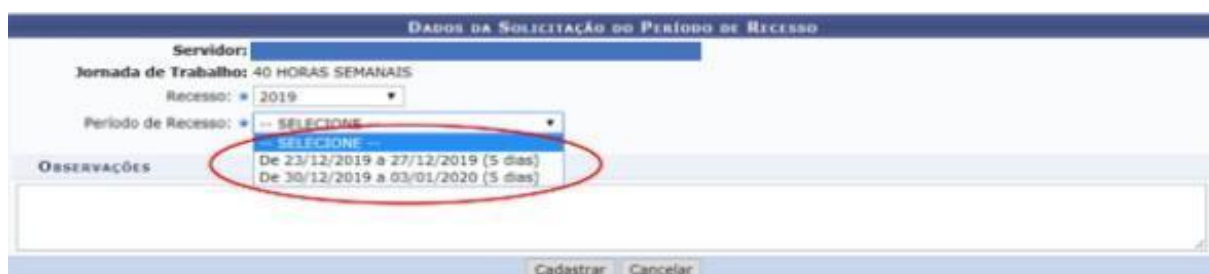 DADOS DA SOLICITAÇÃO DO PERÍODO DE RECESSO
Servidor:
Jornada de Trabalho: 40 HORAS SEMANAIS
Recesso: 2019
Período de Recesso: -- SELECIONE --
-- SELECIONE --
De 23/12/2019 a 27/12/2019 (5 dias)
De 30/12/2019 a 03/01/2020 (5 dias)
OBSERVAÇÕES
Cadastrar Cancelar